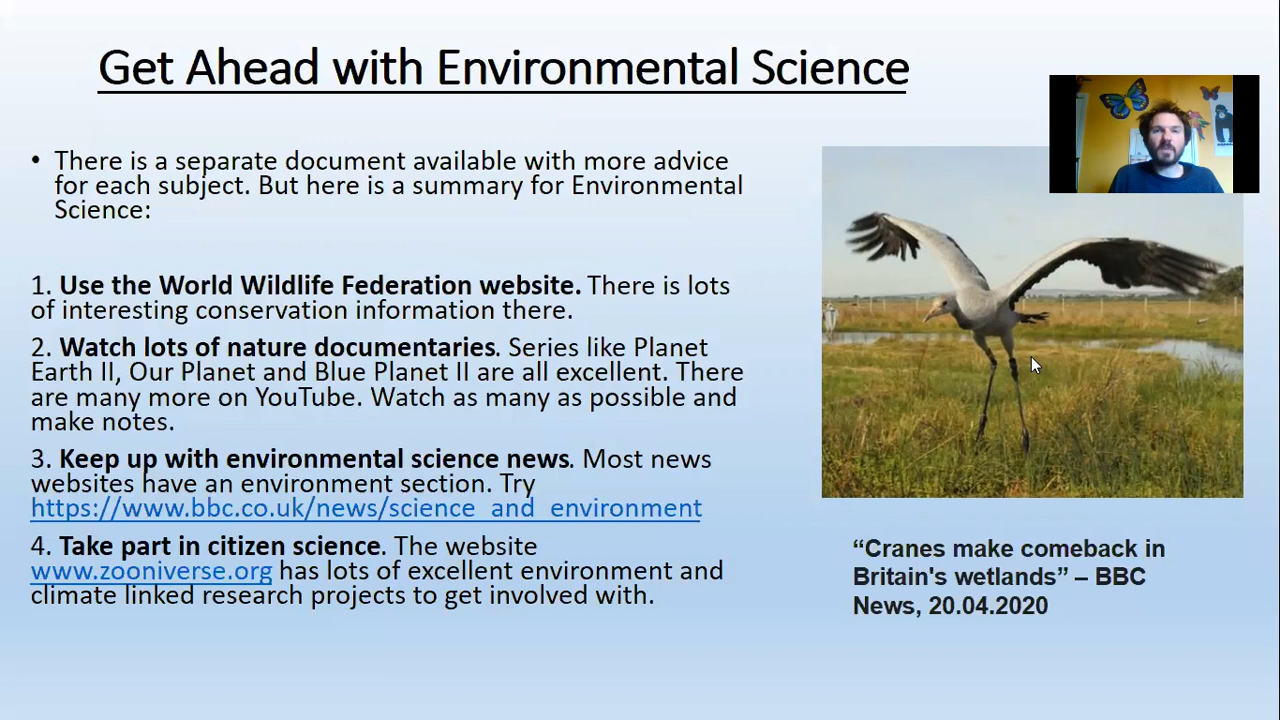 Get Ahead with Environmental Science
• There is a separate document available with more advice
for each subject. But here is a summary for Environmental
Science:
1. Use the World Wildlife Federation website. There is lots
of interesting conservation information there.
2. Watch lots of nature documentaries. Series like Planet
Earth II, Our Planet and Blue Planet II are all excellent. There
are many more on YouTube. Watch as many as possible and
make notes.
3. Keep up with environmental science news. Most news
websites have an environment section. Try
https://www.bbc.co.uk/news/science_and_environment
4. Take part in citizen science. The website
www.zooniverse.org has lots of excellent environment and
climate linked research projects to get involved with.
“Cranes make comeback in
Britain's wetlands” – BBC
News, 20.04.2020